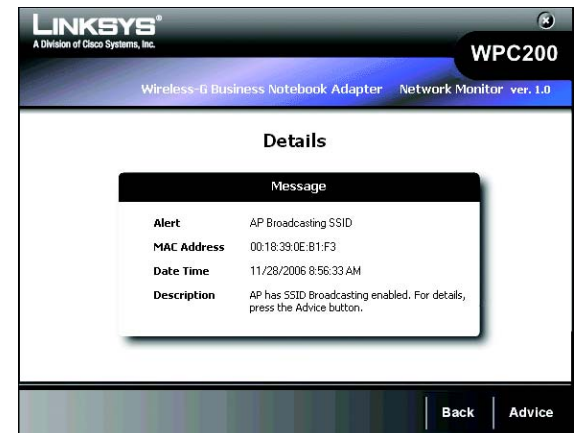 LINKSYS®
A Division of Cisco Systems, Inc.
WPC200
Wireless-G Business Notebook Adapter Network Monitor ver. 1.0
Details
Message
Alert AP Broadcasting SSID
MAC Address 00:18:39:0E:B1:F3
Date Time 11/28/2006 8:56:33 AM
Description AP has SSID Broadcasting enabled. For details,
press the Advice button.
Back Advice